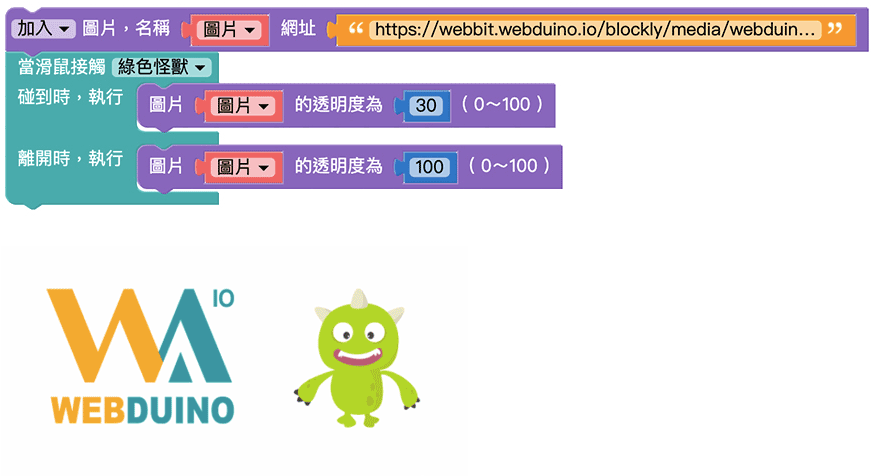 加入 圖片，名稱 圖片 網址 “ https://webbit.webduino.io/blockly/media/webduin... ”
當滑鼠接觸 綠色怪獸
碰到時，執行 圖片 圖片 的透明度為 30 ( 0～100 )
離開時，執行 圖片 圖片 的透明度為 100 ( 0～100 )
WA IO
WEBDUINO